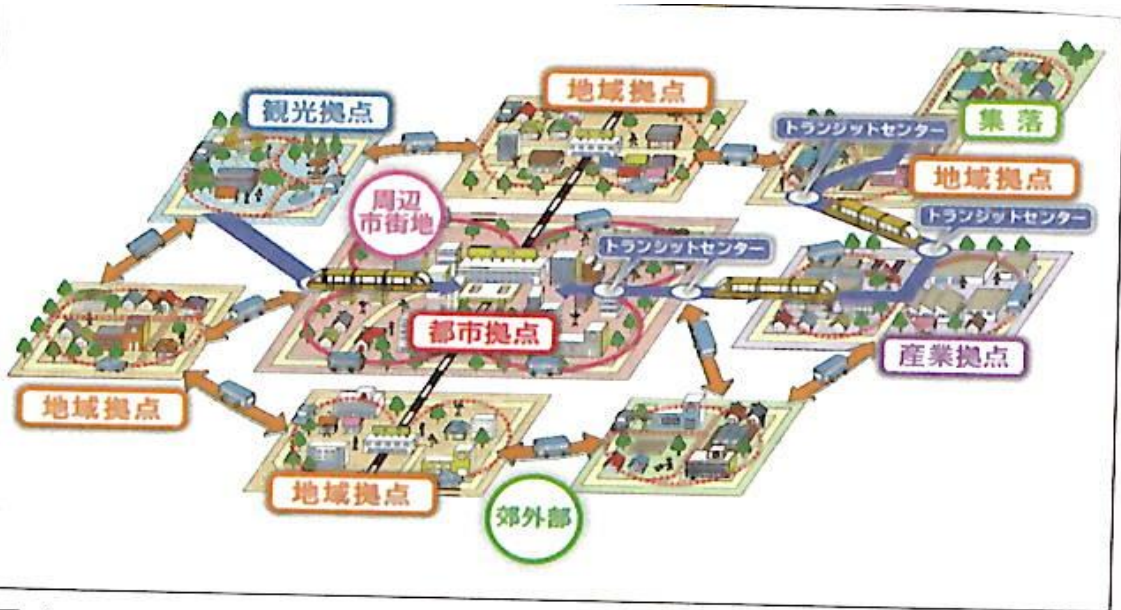 地域拠点
観光拠点
集落
トランジットセンター
地域拠点
周辺
市街地
トランジットセンター
トランジットセンター
都市拠点
産業拠点
地域拠点
地域拠点
郊外部